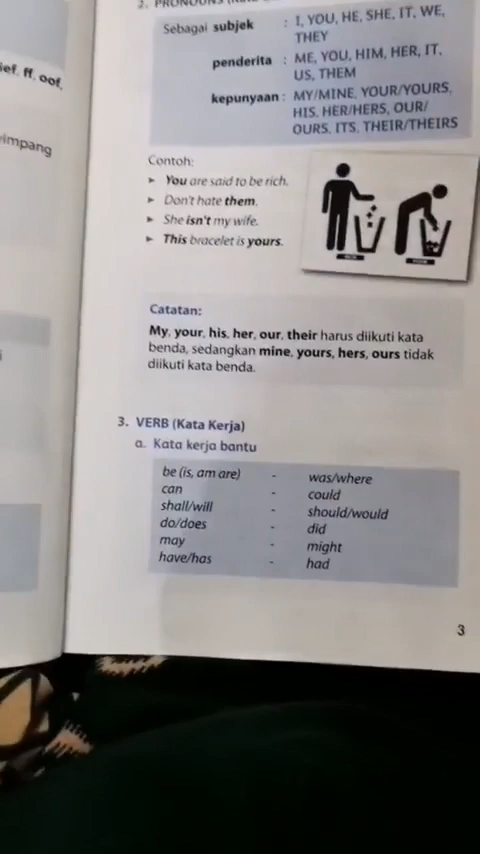 ief, ff, oof,
impang
2. PRONOUNS
Sebagai subjek : I, YOU, HE, SHE, IT, WE,
THEY
penderita : ME, YOU, HIM, HER, IT,
US, THEM
kepunyaan : MY/MINE, YOUR/YOURS,
HIS, HER/HERS, OUR/
OURS, ITS, THEIR/THEIRS
Contoh:
► You are said to be rich.
► Don't hate them.
► She isn't my wife.
► This bracelet is yours.
Catatan:
My, your, his, her, our, their harus diikuti kata
benda, sedangkan mine, yours, hers, ours tidak
diikuti kata benda.
3. VERB (Kata Kerja)
a. Kata kerja bantu
be (is, am are) - was/where
can - could
shall/will - should/would
do/does - did
may - might
have/has - had
3